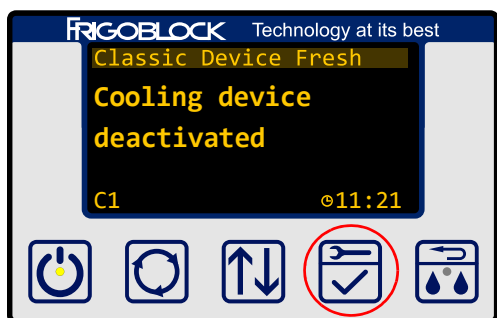 FRIGOBLOCK Technology at its best
Classic Device Fresh
Cooling device
deactivated
C1 11:21